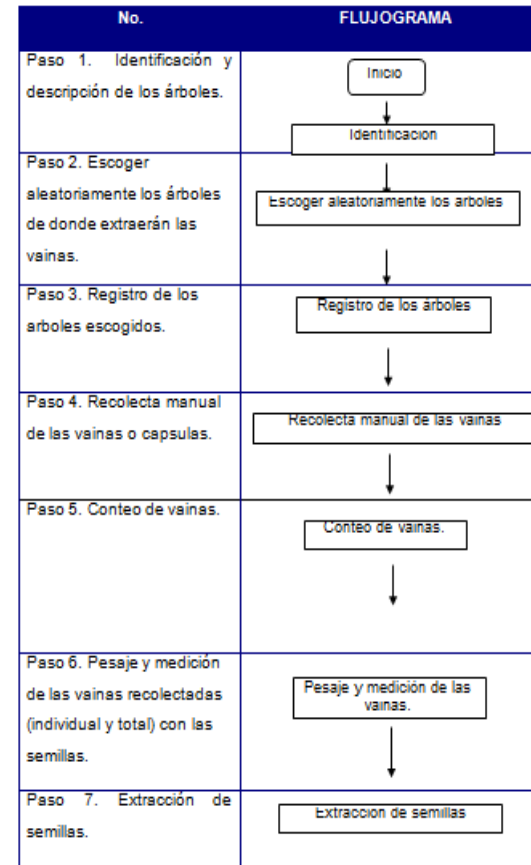 No.
FLUJOGRAMA
Paso 1. Identificación y
descripción de los árboles.
Inicio
Identificacion
Paso 2. Escoger
aleatoriamente los árboles
de donde extraerán las
vainas.
Escoger aleatoriamente los arboles
Paso 3. Registro de los
arboles escogidos.
Registro de los árboles
Paso 4. Recolecta manual
de las vainas o capsulas.
Recolecta manual de las vainas
Paso 5. Conteo de vainas.
Conteo de vainas.
Paso 6. Pesaje y medición
de las vainas recolectadas
(individual y total) con las
semillas.
Pesaje y medición de las
vainas.
Paso 7. Extracción de
semillas.
Extraccion de semillas